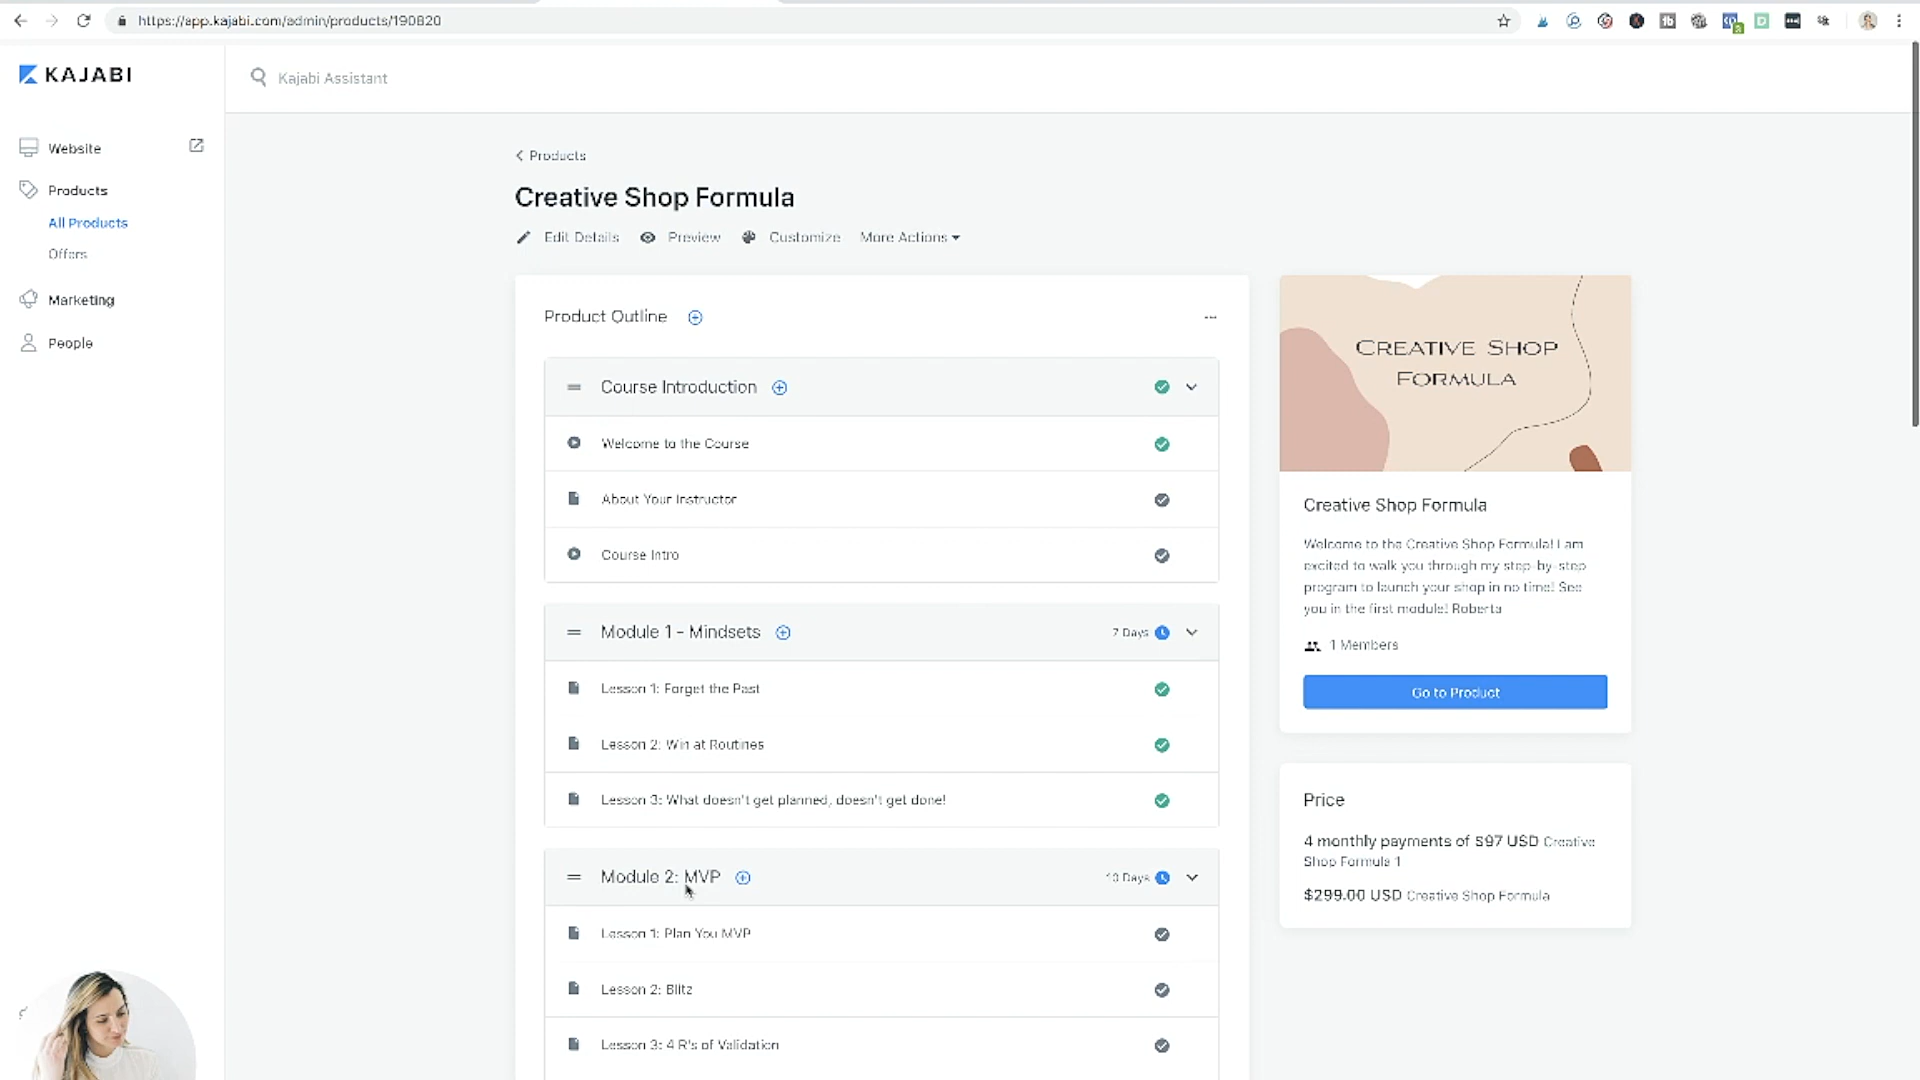 https://app.kajabi.com/admin/products/190820
KAJABI
Kajabi Assistant
Website
Products
All Products
Offers
Marketing
People
Products
Creative Shop Formula
Edit Details
Preview
Customize
More Actions
Product Outline
Course Introduction
Welcome to the Course
About Your Instructor
Course Intro
Module 1 - Mindsets
7 Days
Lesson 1: Forget the Past
Lesson 2: Win at Routines
Lesson 3: What doesn't get planned, doesn't get done!
Module 2: MVP
10 Days
Lesson 1: Plan You MVP
Lesson 2: Blitz
Lesson 3: 4 R's of Validation
CREATIVE SHOP
FORMULA
Creative Shop Formula
Welcome to the Creative Shop Formula! I am
excited to walk you through my step-by-step
program to launch your shop in no time! See
you in the first module! Roberta
1 Members
Go to Product
Price
4 monthly payments of $97 USD Creative
Shop Formula 1
$299.00 USD Creative Shop Formula